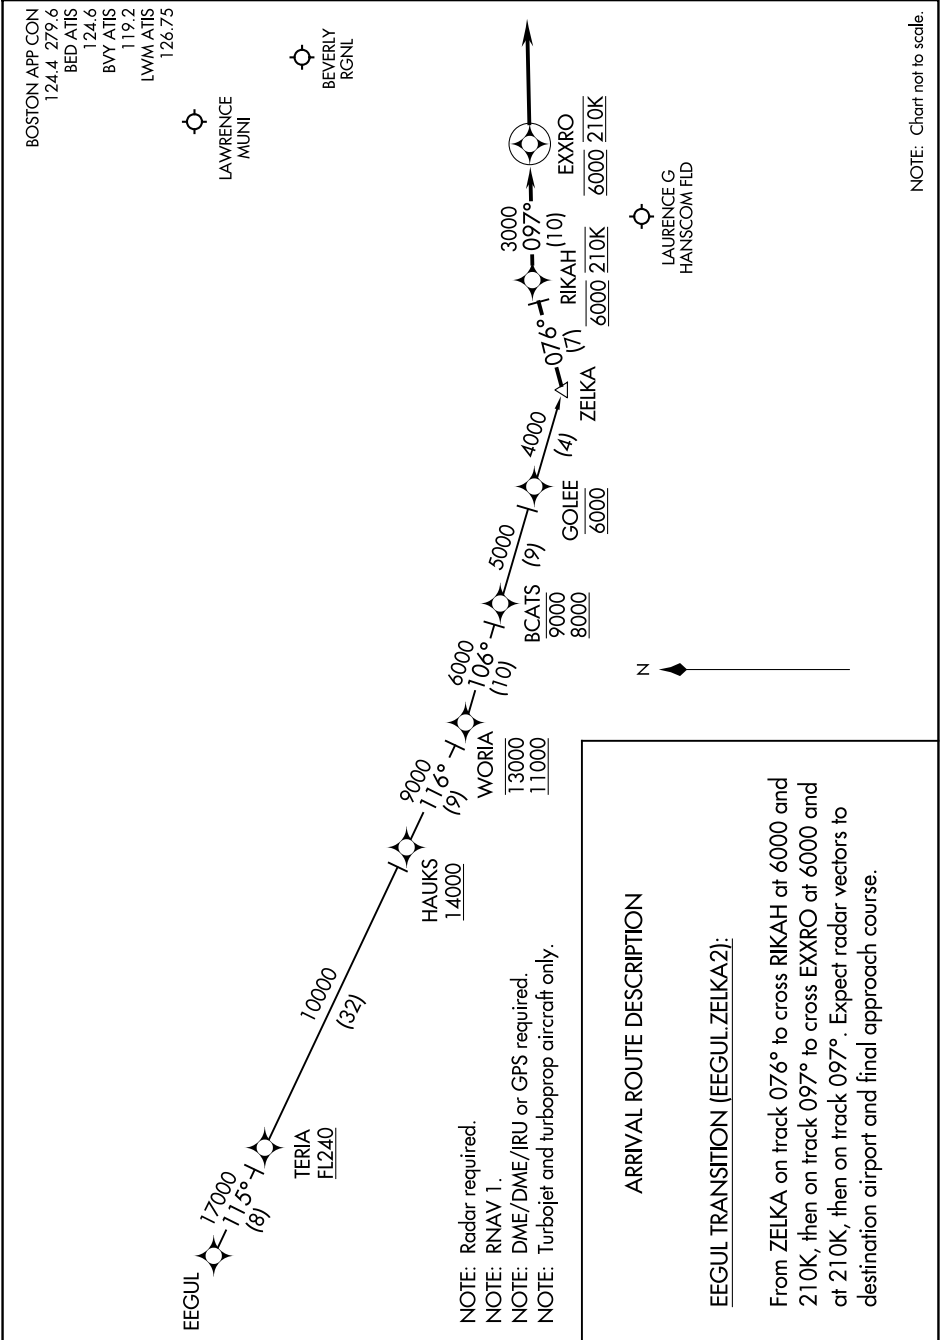 BOSTON APP CON
124.4 279.6
BED ATIS
124.6
BVY ATIS
119.2
LWM ATIS
126.75
LAWRENCE
MUNI
BEVERLY
RGNL
LAURENCE G
HANSCOM FLD
EEGUL
17000
115°
(8)
TERIA
FL240
10000
(32)
HAUKS
14000
9000
116°
(9)
WORIA
13000
11000
6000
106°
(10)
BCATS
9000
8000
5000
(9)
GOLEE
6000
4000
(4)
ZELKA
076°
(7)
RIKAH
6000 210K
3000
097°
(10)
EXXRO
6000 210K
N
NOTE: Radar required.
NOTE: RNAV 1.
NOTE: DME/DME/IRU or GPS required.
NOTE: Turbojet and turboprop aircraft only.
NOTE: Chart not to scale.
ARRIVAL ROUTE DESCRIPTION
EEGUL TRANSITION (EEGUL.ZELKA2):
From ZELKA on track 076° to cross RIKAH at 6000 and
210K, then on track 097° to cross EXXRO at 6000 and
at 210K, then on track 097°. Expect radar vectors to
destination airport and final approach course.